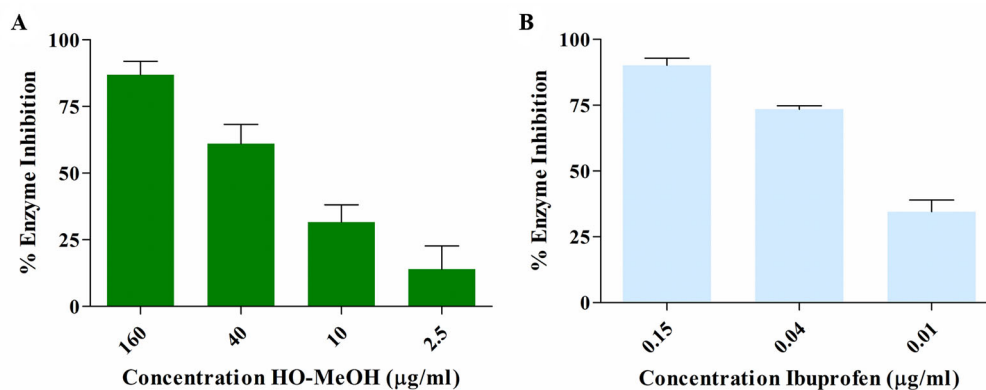 A
% Enzyme Inhibition
100
75
50
25
0
160
40
10
2.5
Concentration HO-MeOH (µg/ml)
B
% Enzyme Inhibition
100
75
50
25
0
0.15
0.04
0.01
Concentration Ibuprofen (µg/ml)